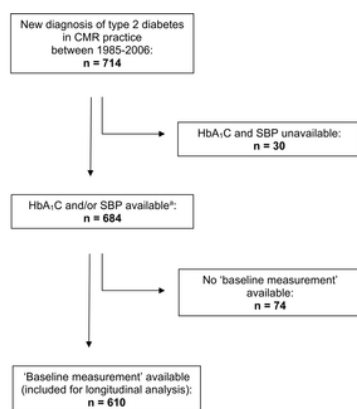 New diagnosis of type 2 diabetes
in CMR practice
between 1985-2006:
n = 714
HbA₁C and SBP unavailable:
n = 30
HbA₁C and/or SBP availableᵃ:
n = 684
No ‘baseline measurement’
available:
n = 74
‘Baseline measurement’ available
(included for longitudinal analysis):
n = 610